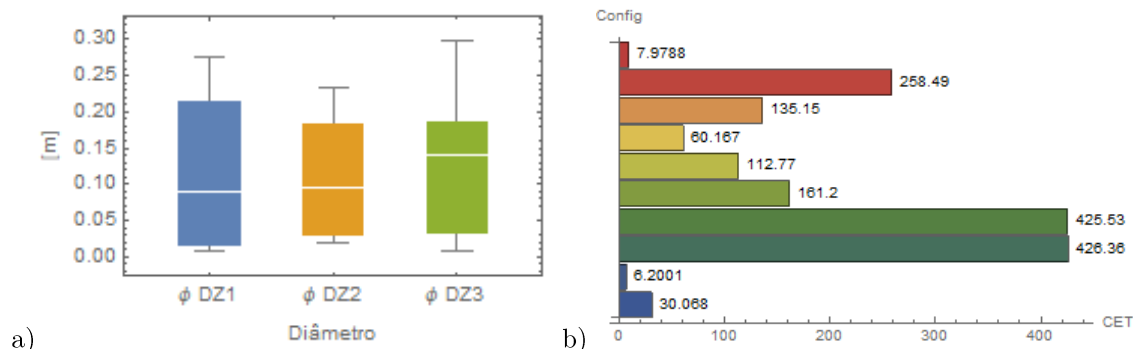 0.30
0.25
0.20
0.15
0.10
0.05
0.00
[m]
ϕ DZ1 ϕ DZ2 ϕ DZ3
Diâmetro
a)
Config
7.9788
258.49
135.15
60.167
112.77
161.2
425.53
426.36
6.2001
30.068
0 100 200 300 400
CET
b)